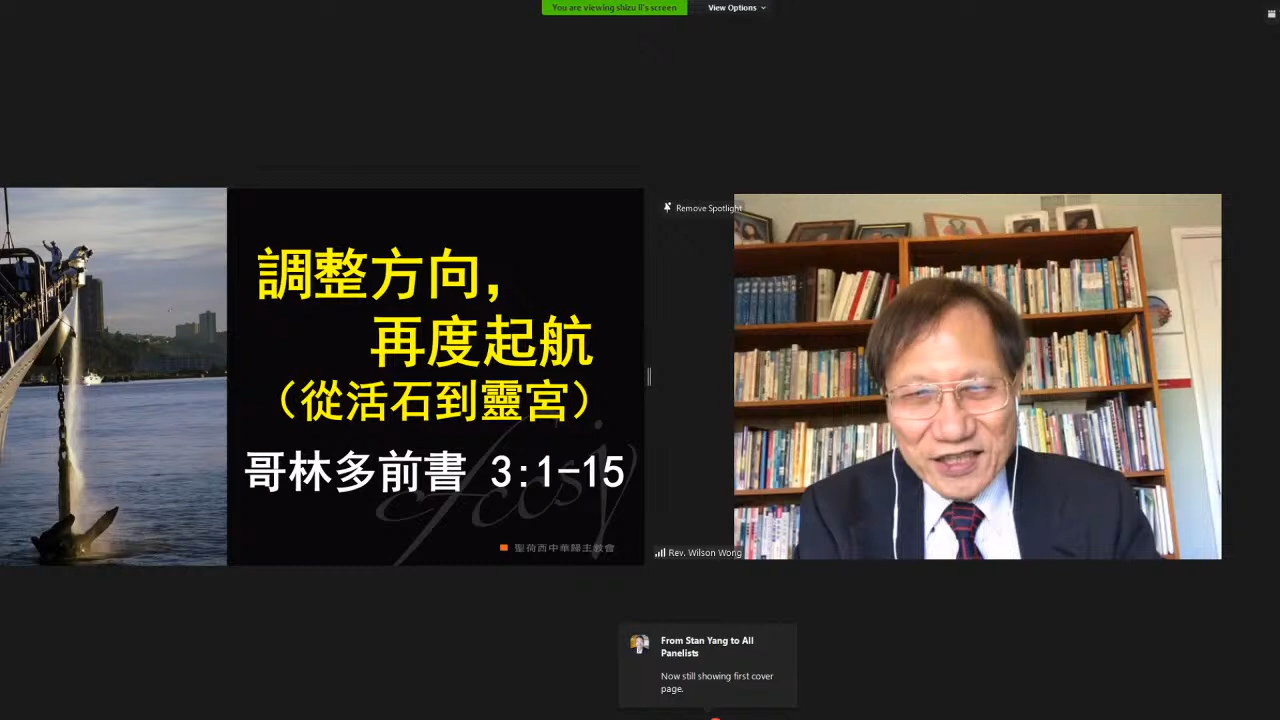 You are viewing shizu li's screen
View Options
調整方向，
再度起航
（從活石到靈宮）
哥林多前書 3:1-15
cfccsj
聖荷西中華歸主教會
Remove Spotlight
Rev. Wilson Wong
From Stan Yang to All
Panelists
Now still showing first cover
page.